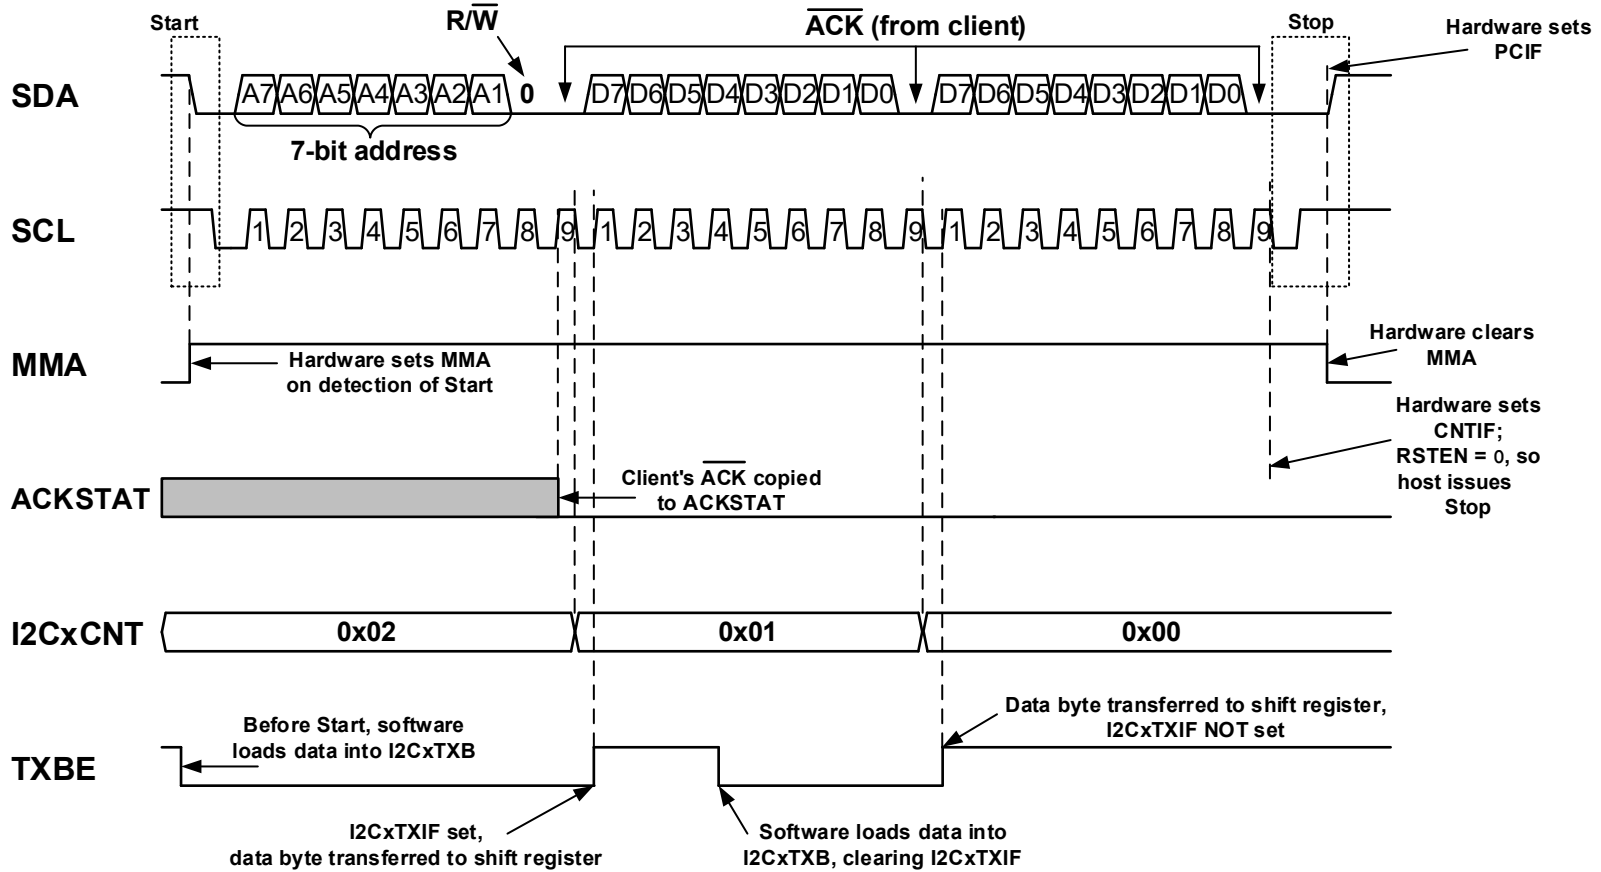 Start
R/W
ACK (from client)
Stop
Hardware sets
PCIF
SDA
A7 A6 A5 A4 A3 A2 A1 0 D7 D6 D5 D4 D3 D2 D1 D0 D7 D6 D5 D4 D3 D2 D1 D0
7-bit address
SCL
1 2 3 4 5 6 7 8 9 1 2 3 4 5 6 7 8 9 1 2 3 4 5 6 7 8 9
MMA
Hardware sets MMA
on detection of Start
Hardware clears
MMA
Hardware sets
CNTIF;
RSTEN = 0, so
host issues
Stop
ACKSTAT
Client's ACK copied
to ACKSTAT
I2CxCNT
0x02
0x01
0x00
TXBE
Before Start, software
loads data into I2CxTXB
Data byte transferred to shift register,
I2CxTXIF NOT set
I2CxTXIF set,
data byte transferred to shift register
Software loads data into
I2CxTXB, clearing I2CxTXIF